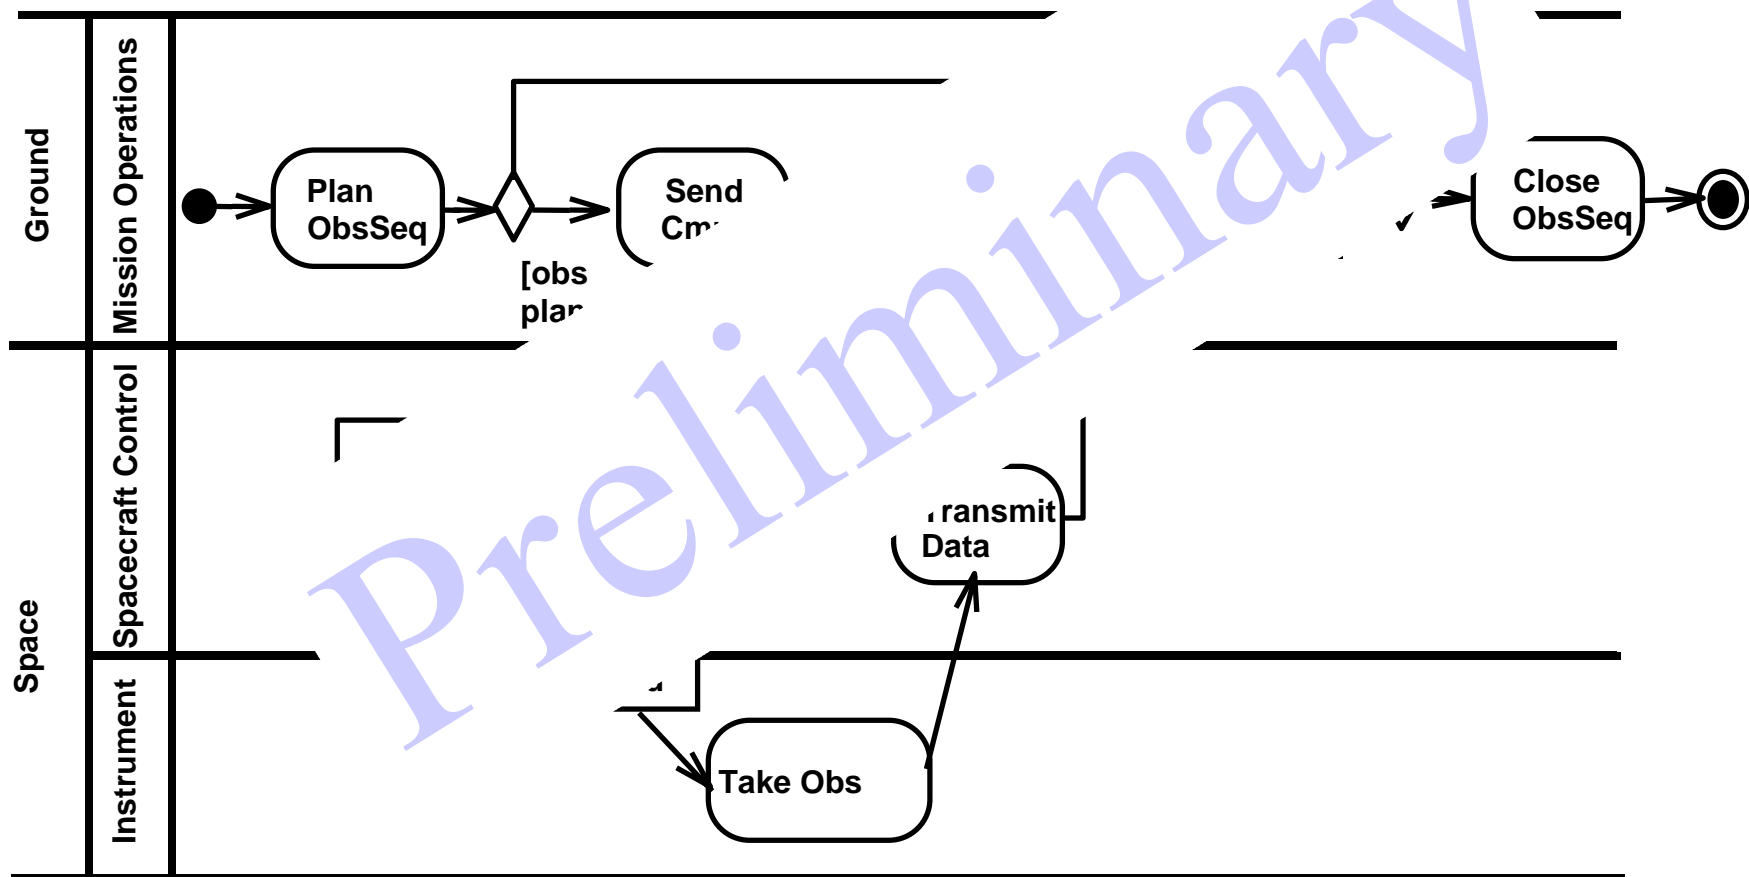 Ground
Mission Operations
Plan
ObsSeq
Send
[obs
Close
ObsSeq
Space
Spacecraft Control
Data
Instrument
Take Obs
Preliminary